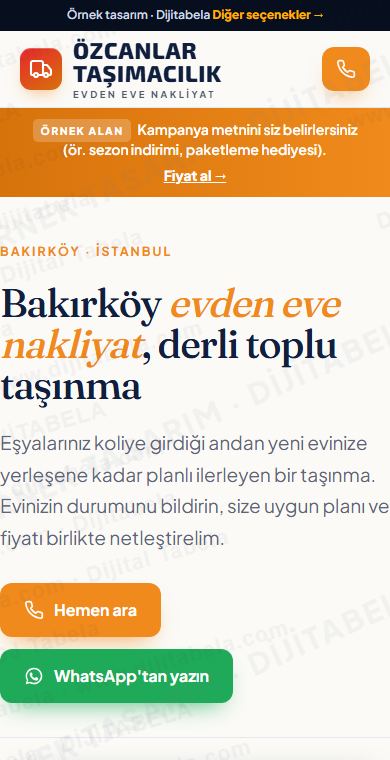 Örnek tasarım · Dijitabela Diğer seçenekler →
ÖZCANLAR
TAŞIMACILIK
EVDEN EVE NAKLİYAT
ÖRNEK ALAN Kampanya metnini siz belirlersiniz
(ör. sezon indirimi, paketleme hediyesi).
Fiyat al →
BAKIRKÖY · İSTANBUL
Bakırköy evden eve
nakliyat, derli toplu
taşınma
Eşyalarınız koliye girdiği andan yeni evinize
yerleşene kadar planlı ilerleyen bir taşınma.
Evinizin durumunu bildirin, size uygun planı ve
fiyatı birlikte netleştirelim.
Hemen ara
WhatsApp'tan yazın